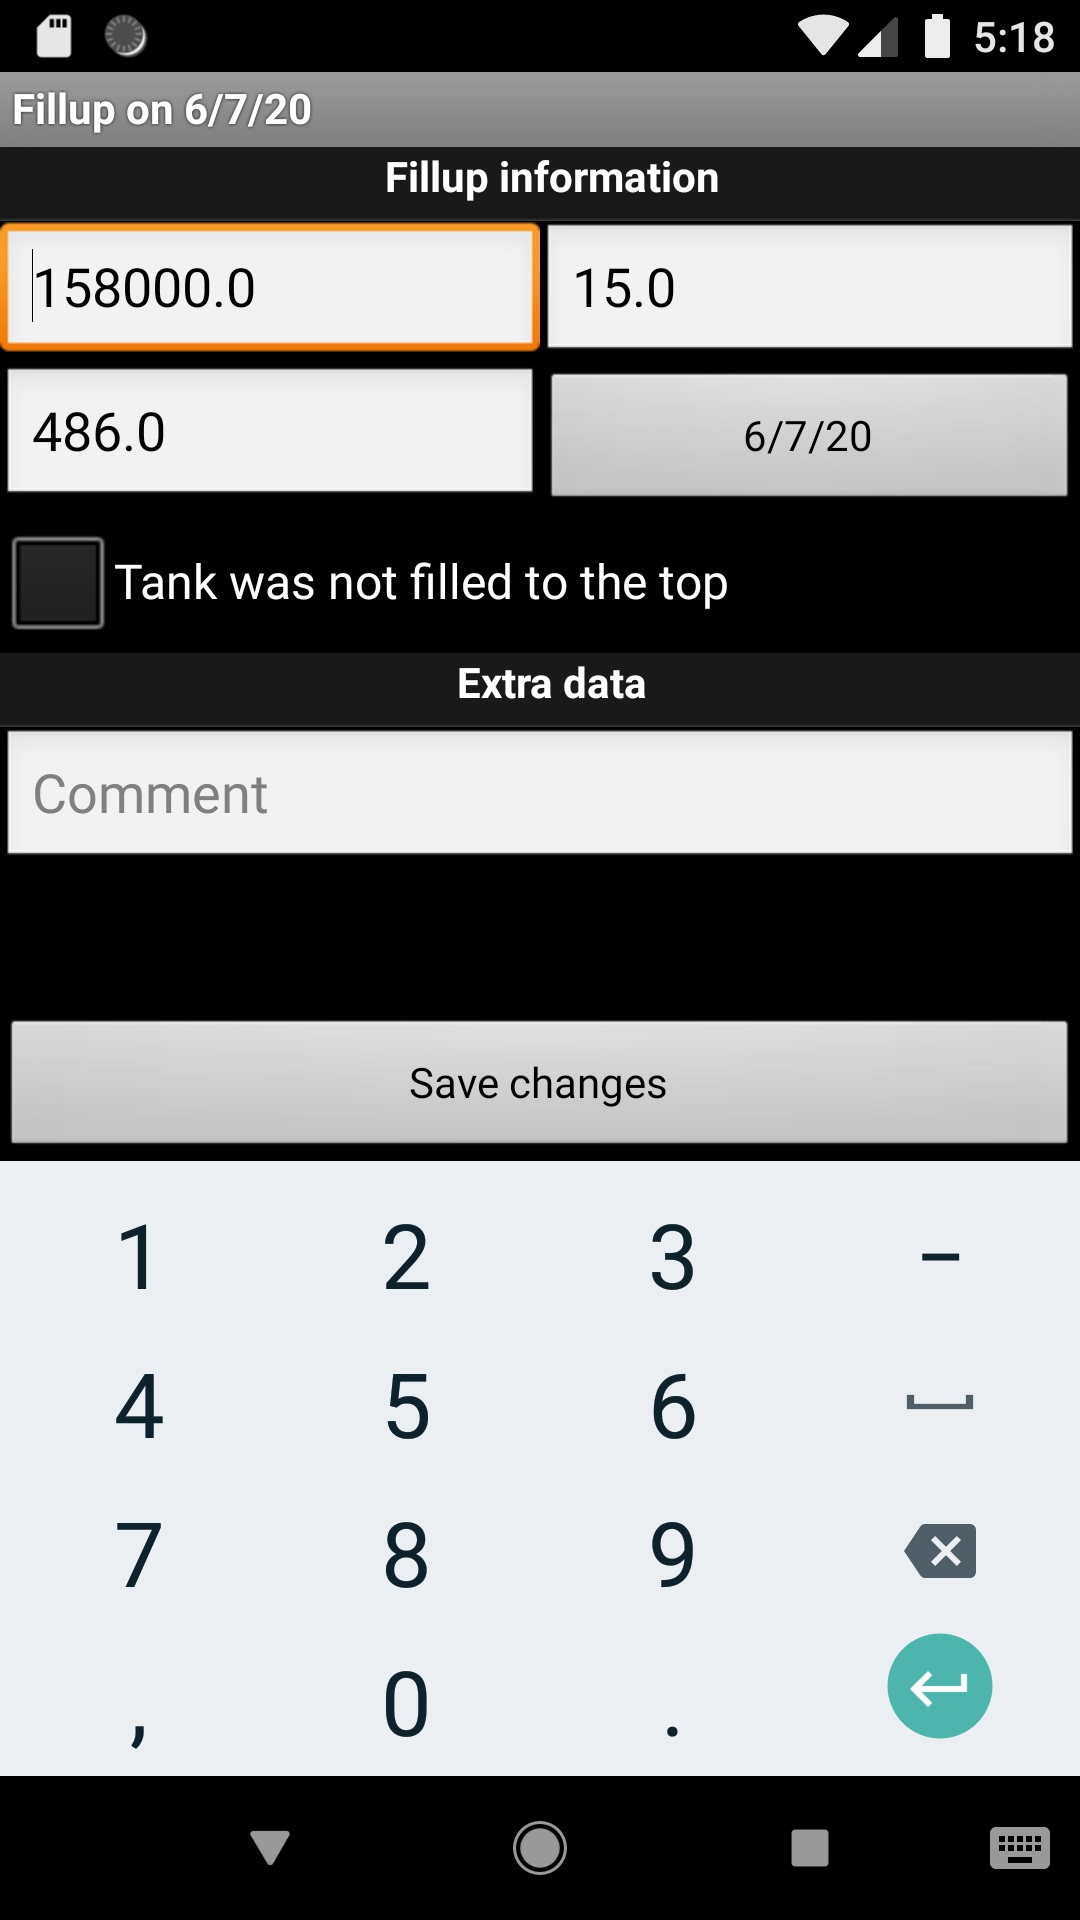 5:18
Fillup on 6/7/20
Fillup information
158000.0 15.0
486.0 6/7/20
Tank was not filled to the top
Extra data
Comment
Save changes
1 2 3 –
4 5 6
7 8 9
, 0 .